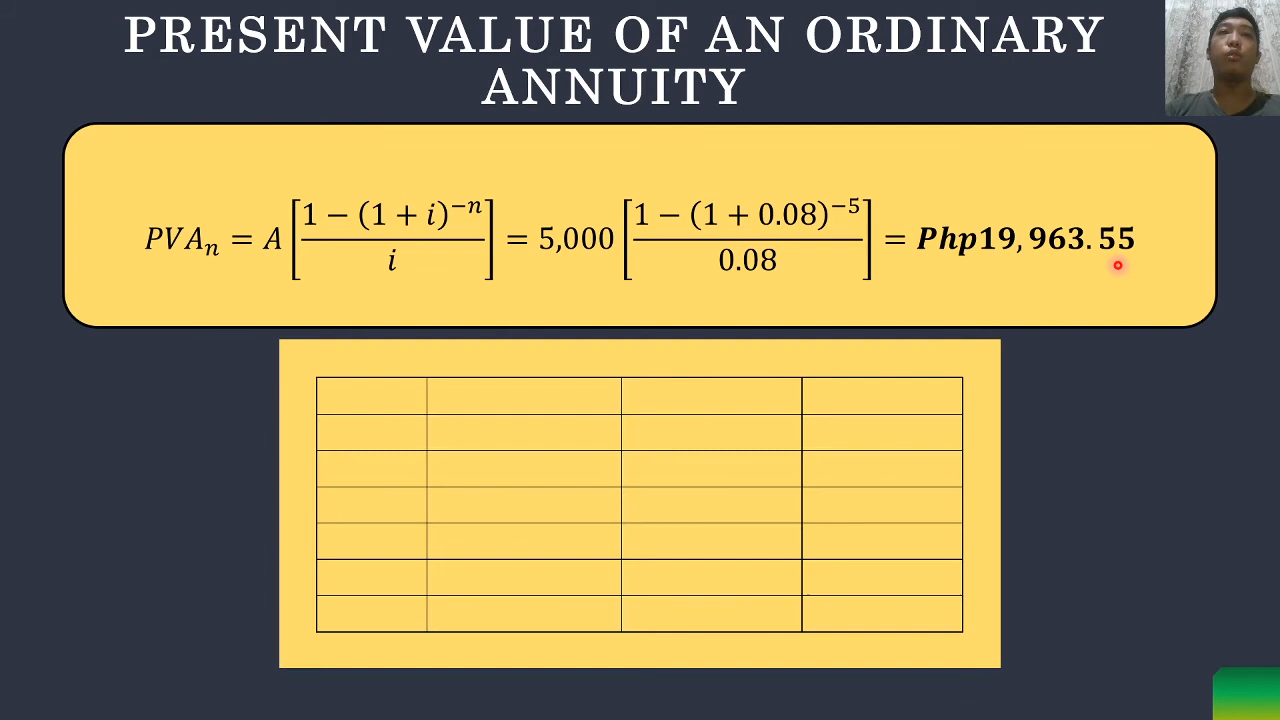 PRESENT VALUE OF AN ORDINARY
ANNUITY
PVAₙ = A [ (1 − (1 + i)⁻ⁿ) / i ] = 5,000 [ (1 − (1 + 0.08)⁻⁵) / 0.08 ] = Php19,963.55